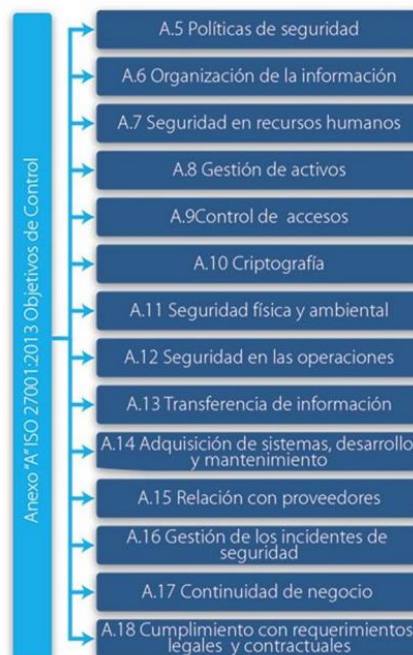 Anexo "A" ISO 27001:2013 Objetivos de Control
A.5 Políticas de seguridad
A.6 Organización de la información
A.7 Seguridad en recursos humanos
A.8 Gestión de activos
A.9Control de accesos
A.10 Criptografía
A.11 Seguridad física y ambiental
A.12 Seguridad en las operaciones
A.13 Transferencia de información
A.14 Adquisición de sistemas, desarrollo
y mantenimiento
A.15 Relación con proveedores
A.16 Gestión de los incidentes de
seguridad
A.17 Continuidad de negocio
A.18 Cumplimiento con requerimientos
legales y contractuales